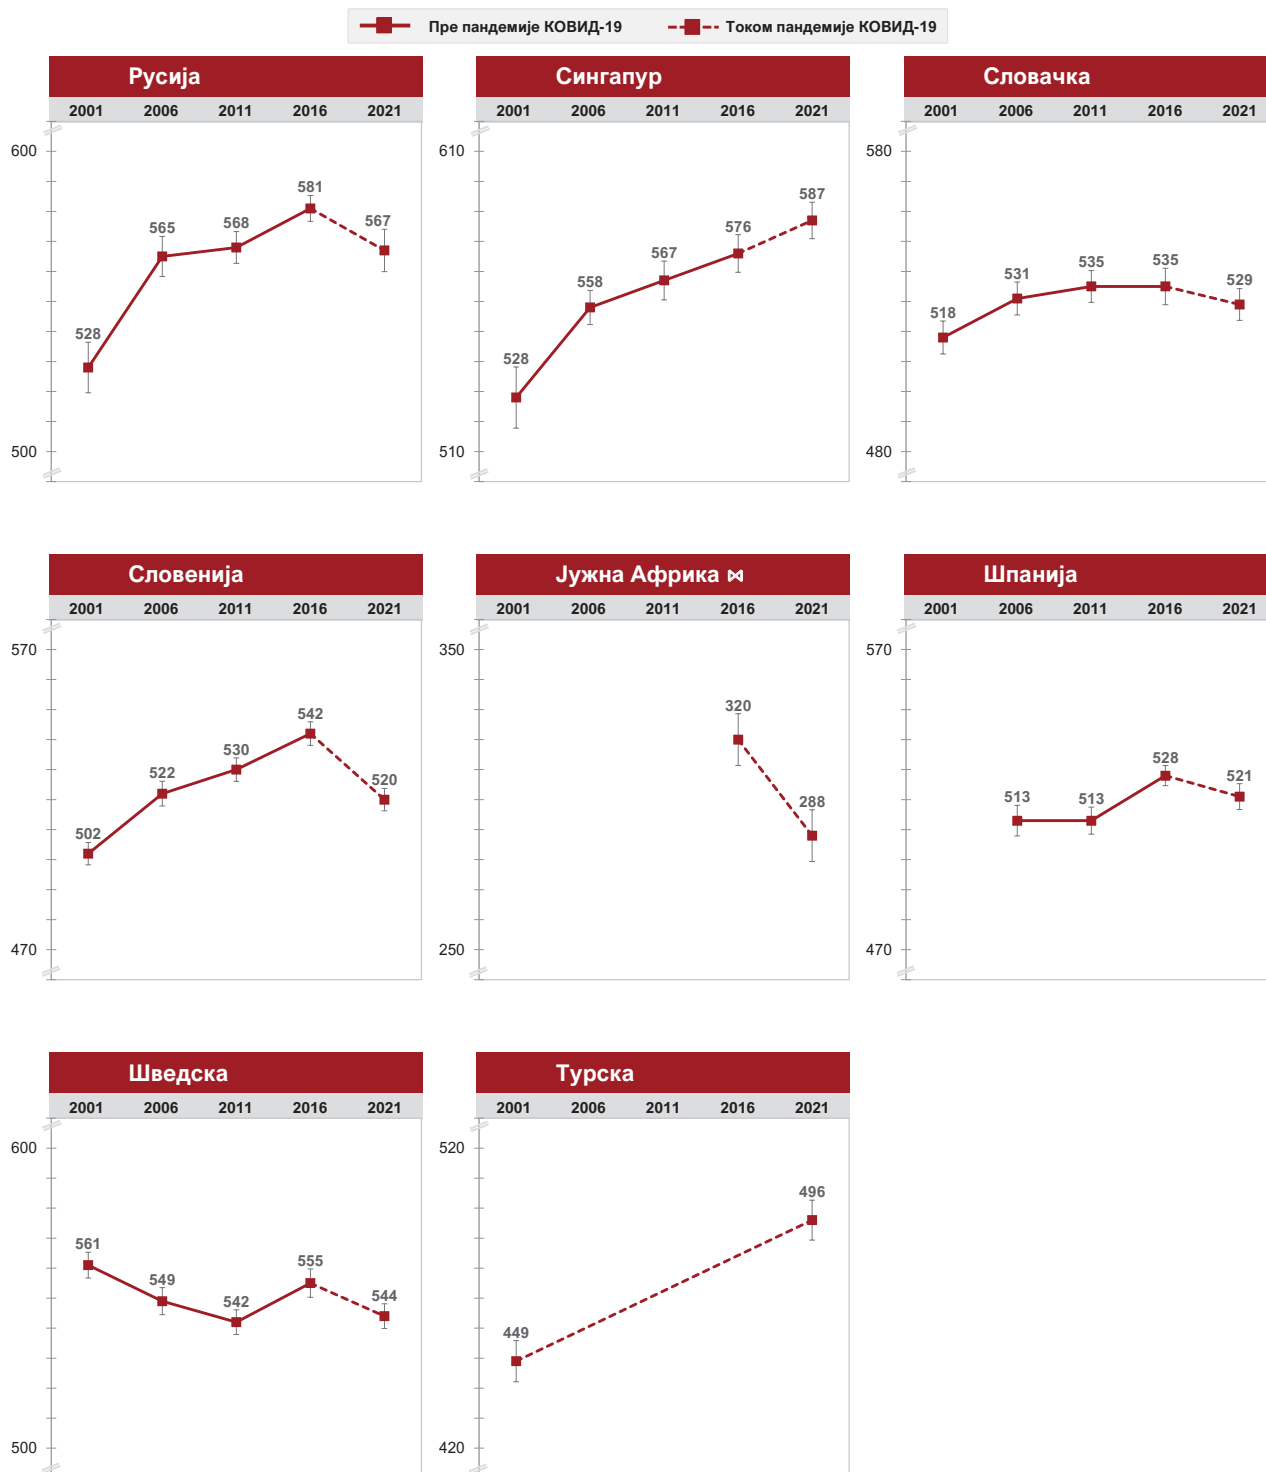 Пре пандемије КОВИД-19 Током пандемије КОВИД-19
Русија
2001 2006 2011 2016 2021
600
528
565
568
581
567
500
Сингапур
2001 2006 2011 2016 2021
610
528
558
567
576
587
510
Словачка
2001 2006 2011 2016 2021
580
518
531
535
535
529
480
Словенија
2001 2006 2011 2016 2021
570
502
522
530
542
520
470
Јужна Африка ⋈
2001 2006 2011 2016 2021
350
320
288
250
Шпанија
2001 2006 2011 2016 2021
570
513
513
528
521
470
Шведска
2001 2006 2011 2016 2021
600
561
549
542
555
544
500
Турска
2001 2006 2011 2016 2021
520
449
496
420